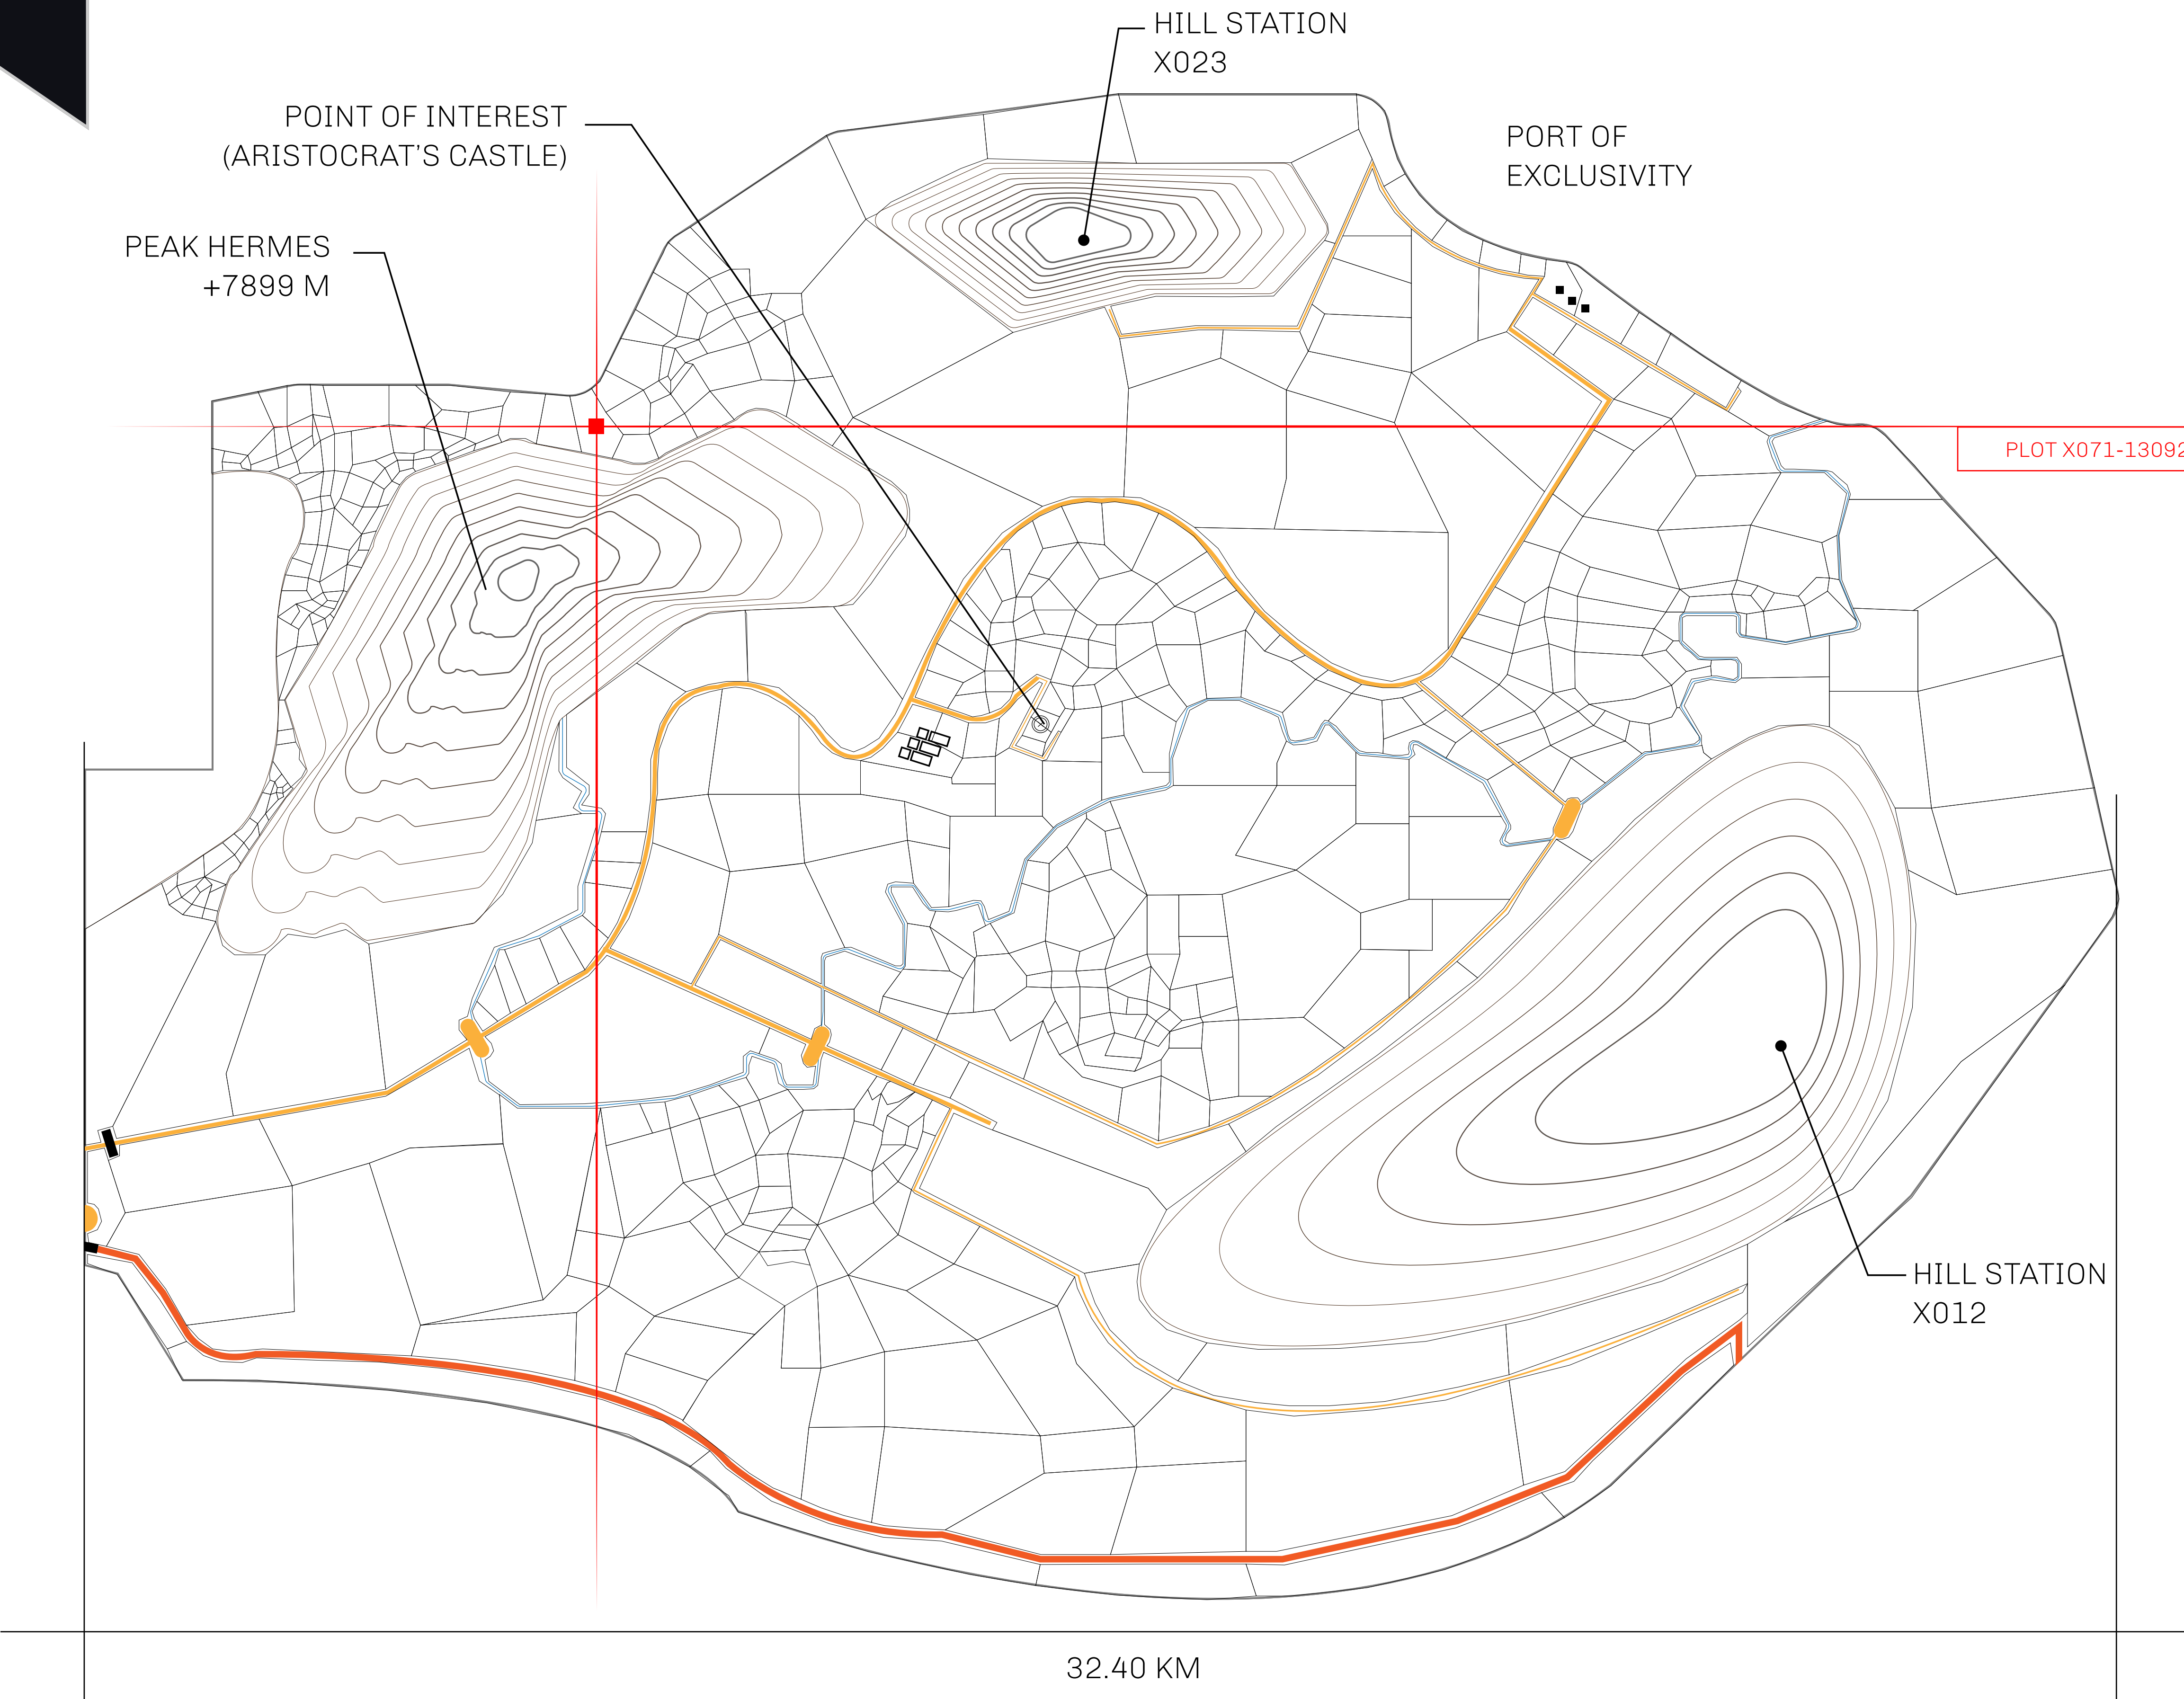 HILL STATION
X023
POINT OF INTEREST
(ARISTOCRAT'S CASTLE)
PORT OF
EXCLUSIVITY
PEAK HERMES
+7899 M
PLOT X071-13092
HILL STATION
X012
32.40 KM